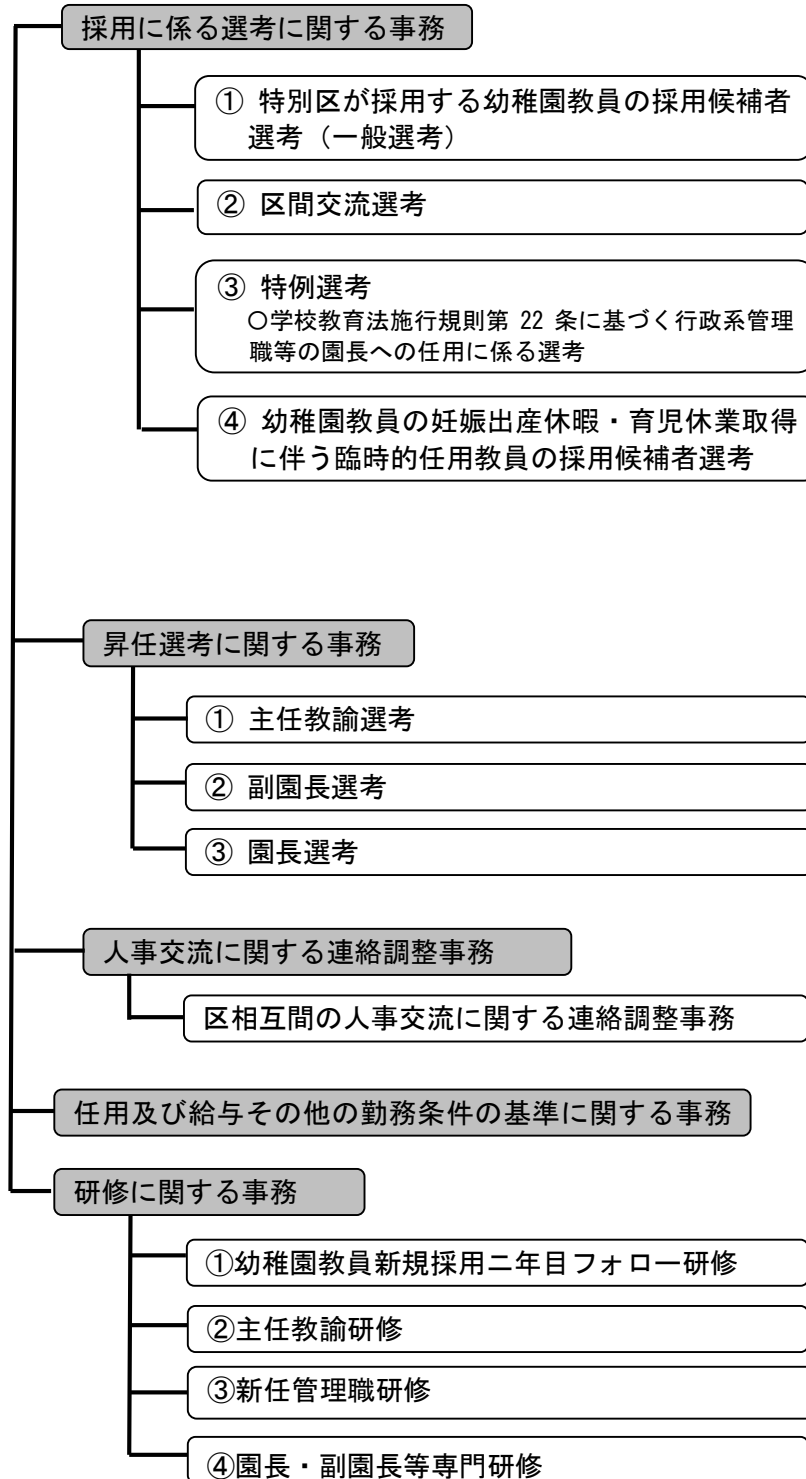 採用に係る選考に関する事務
① 特別区が採用する幼稚園教員の採用候補者
選考（一般選考）
② 区間交流選考
③ 特例選考
○学校教育法施行規則第 22 条に基づく行政系管理
職等の園長への任用に係る選考
④ 幼稚園教員の妊娠出産休暇・育児休業取得
に伴う臨時的任用教員の採用候補者選考
昇任選考に関する事務
① 主任教諭選考
② 副園長選考
③ 園長選考
人事交流に関する連絡調整事務
区相互間の人事交流に関する連絡調整事務
任用及び給与その他の勤務条件の基準に関する事務
研修に関する事務
①幼稚園教員新規採用二年目フォロー研修
②主任教諭研修
③新任管理職研修
④園長・副園長等専門研修